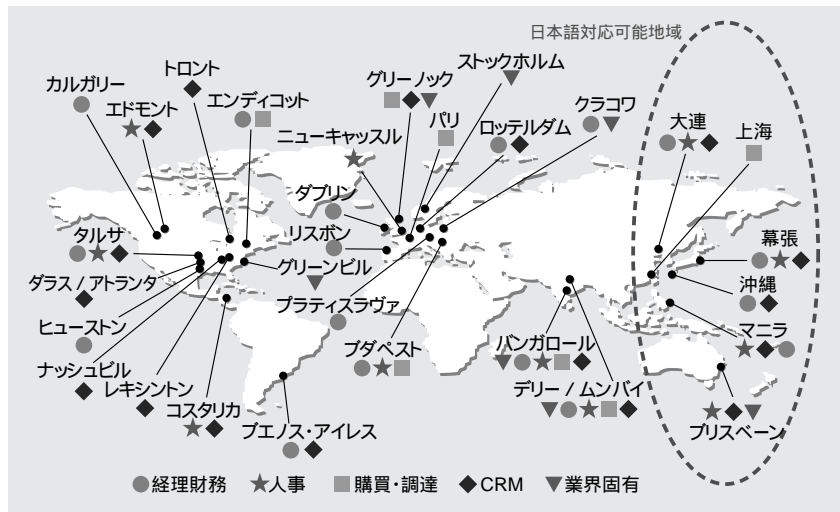 日本語対応可能地域
ストックホルム
トロント
グリーノック
カルガリー
エドモント
エンディコット
パリ
クラコワ
ロッテルダム
大連
上海
ニューキャッスル
ダブリン
タルサ
リスボン
幕張
ダラス / アトランタ
グリーンビル
沖縄
プラティスラヴァ
ヒューストン
マニラ
ブダペスト
バンガロール
ナッシュビル
レキシントン
デリー / ムンバイ
コスタリカ
ブエノス・アイレス
ブリスベーン
●経理財務 ★人事 ■購買・調達 ◆CRM ▼業界固有